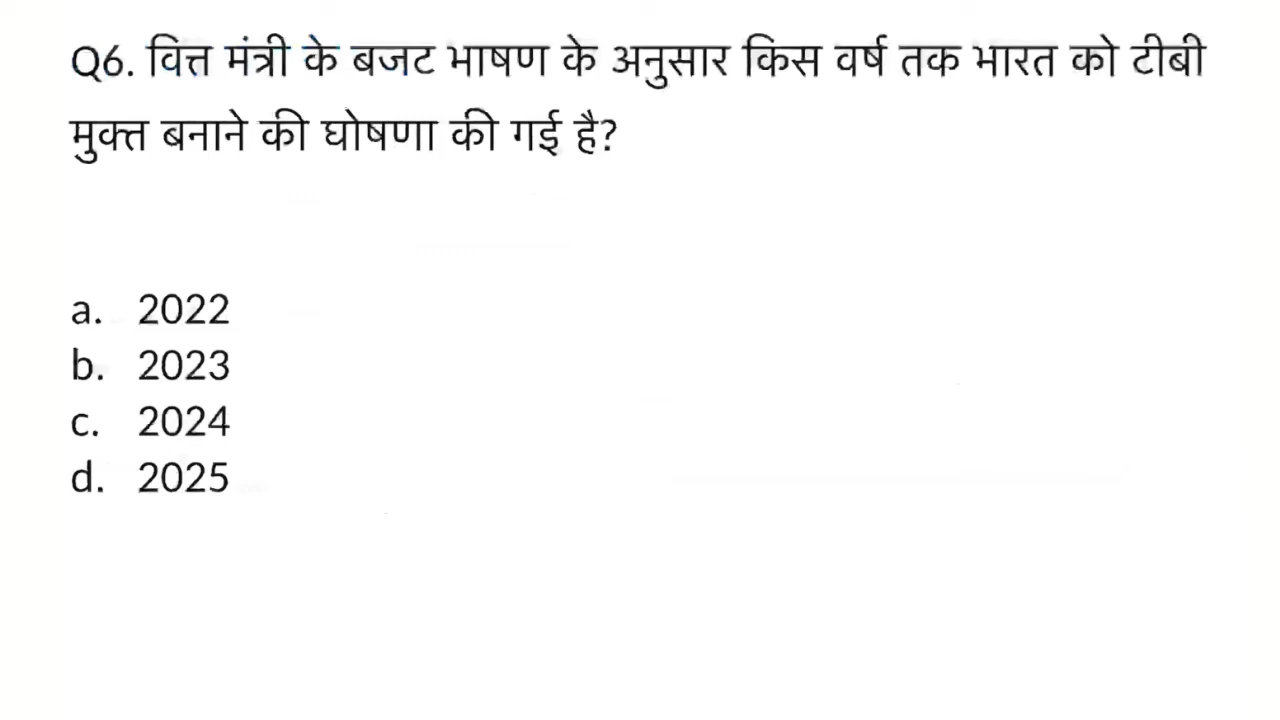 Q6. वित्त मंत्री के बजट भाषण के अनुसार किस वर्ष तक भारत को टीबी
मुक्त बनाने की घोषणा की गई है?
a. 2022
b. 2023
c. 2024
d. 2025